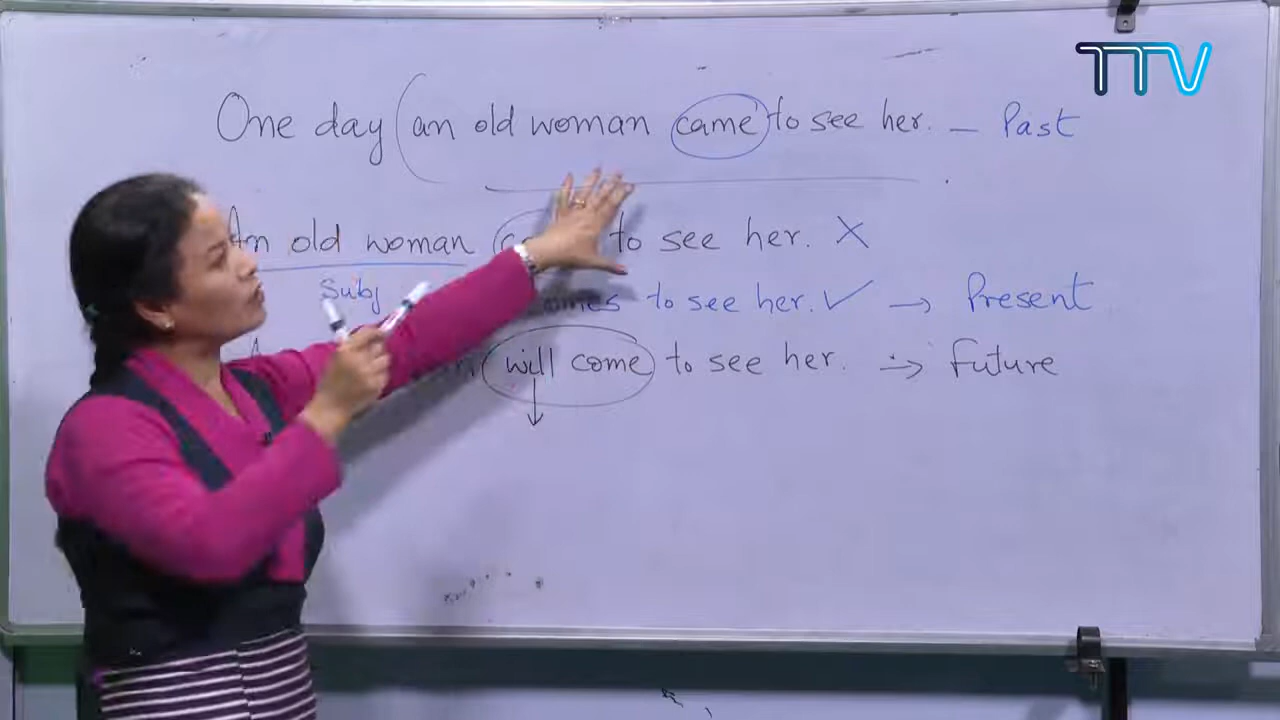 TTV
One day (an old woman came to see her. — Past
An old woman to see her. X
Subj
comes to see her. ✓ → Present
will come to see her. → Future